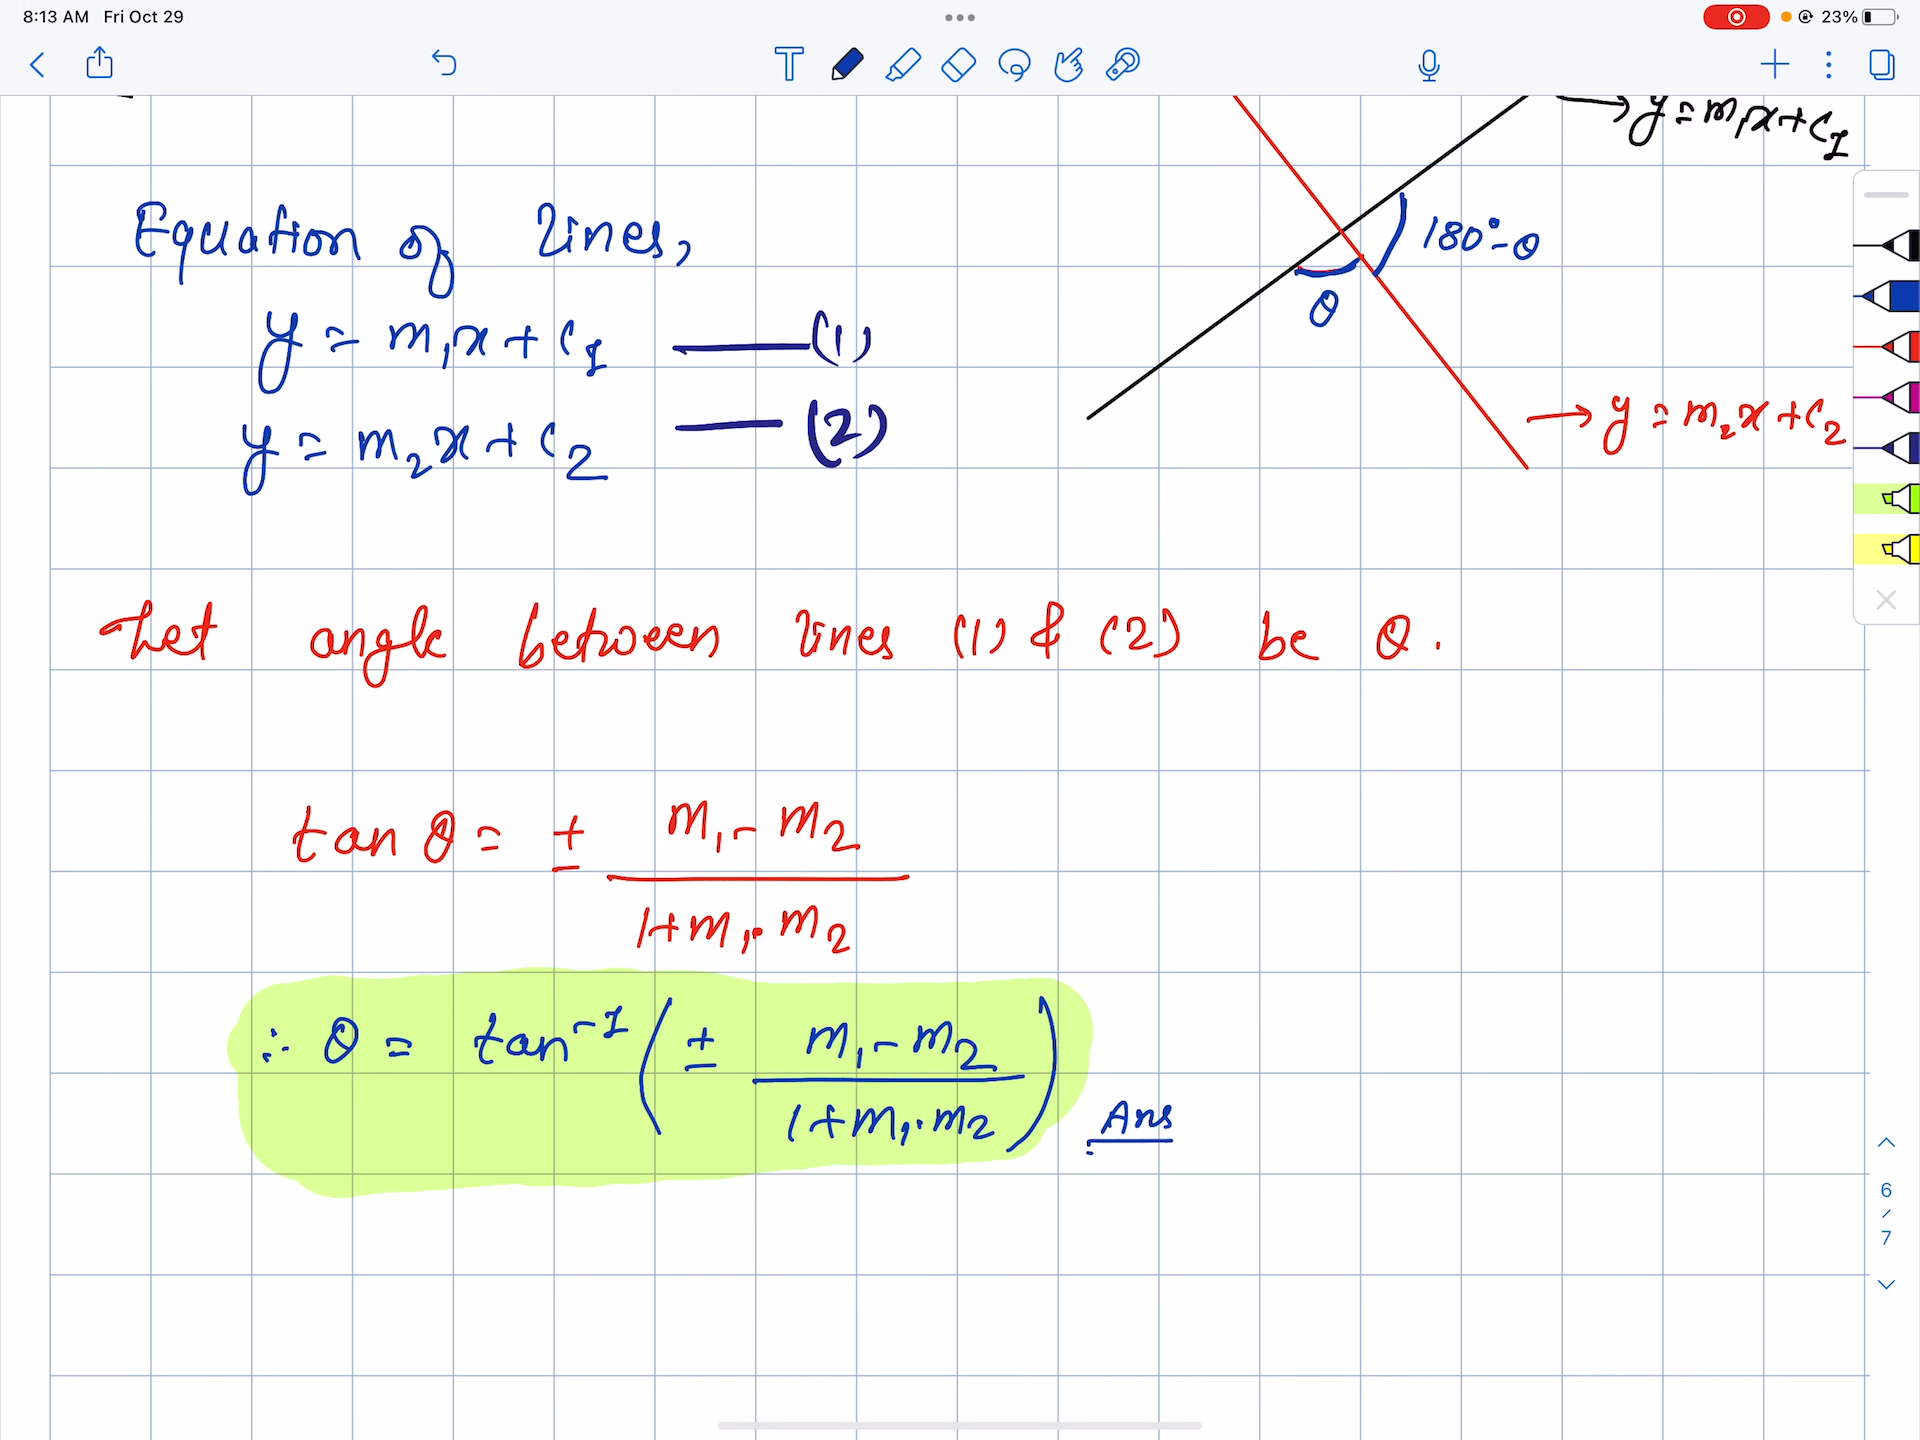 8:13 AM Fri Oct 29
23%
T
y = m₁x + c₁
Equation of lines,
180° - θ
θ
y = m₁x + c₁ —— (1)
y = m₂x + c₂ —— (2)
→ y = m₂x + c₂
Let angle between lines (1) & (2) be θ.
tan θ = ± m₁ - m₂
1 + m₁ . m₂
∴ θ = tan⁻¹ ( ± m₁ - m₂
1 + m₁ . m₂ ) Ans
6
/
7